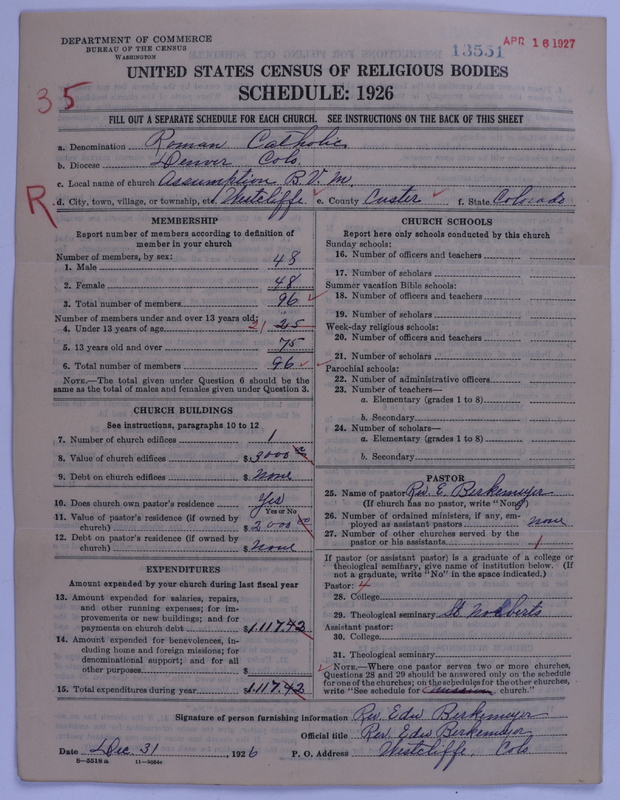 DEPARTMENT OF COMMERCE
BUREAU OF THE CENSUS
WASHINGTON
13551
APR 16 1927
UNITED STATES CENSUS OF RELIGIOUS BODIES
SCHEDULE: 1926
35
FILL OUT A SEPARATE SCHEDULE FOR EACH CHURCH. SEE INSTRUCTIONS ON THE BACK OF THIS SHEET
a. Denomination Roman Catholic
b. Diocese Denver Colo.
c. Local name of church Assumption B.V.M.
R
d. City, town, village, or township, etc. Westcliffe e. County Custer f. State Colorado
MEMBERSHIP
Report number of members according to definition of
member in your church
Number of members, by sex:
1. Male 48
2. Female 48
3. Total number of members 96
Number of members under and over 13 years old:
4. Under 13 years of age 21 25
5. 13 years old and over 75
6. Total number of members 96
NOTE.—The total given under Question 6 should be
same as the total of males and females given under Question 3.
CHURCH BUILDINGS
See instructions, paragraphs 10 to 12
7. Number of church edifices 1
8. Value of church edifices $3000 00
9. Debt on church edifices $ None
10. Does church own pastor's residence Yes
Yes or No
11. Value of pastor's residence (if owned by
church) $2000 00
12. Debt on pastor's residence (if owned by
church) $ None
EXPENDITURES
Amount expended by your church during last fiscal year
13. Amount expended for salaries, repairs,
and other running expenses; for im-
provements or new buildings; and for
payments on church debt $1,117.42
14. Amount expended for benevolences, in-
cluding home and foreign missions; for
denominational support; and for all
other purposes $
15. Total expenditures during year $1,117.42
CHURCH SCHOOLS
Report here only schools conducted by this church
Sunday schools:
16. Number of officers and teachers
17. Number of scholars
Summer vacation Bible schools:
18. Number of officers and teachers
19. Number of scholars
Week-day religious schools:
20. Number of officers and teachers
21. Number of scholars
Parochial schools:
22. Number of administrative officers
23. Number of teachers—
a. Elementary (grades 1 to 8)
b. Secondary
24. Number of scholars—
a. Elementary (grades 1 to 8)
b. Secondary
PASTOR
25. Name of pastor Rev. E. Berkemeyer
(If church has no pastor, write "None")
26. Number of ordained ministers, if any, em-
ployed as assistant pastors none
27. Number of other churches served by the
pastor or his assistants 1
If pastor (or assistant pastor) is a graduate of a college or
theological seminary, give name of institution below. (If
not a graduate, write "No" in the space indicated.)
Pastor: 4
28. College
29. Theological seminary St Norberts
Assistant pastor:
30. College
31. Theological seminary
NOTE.—Where one pastor serves two or more churches,
Questions 28 and 29 should be answered only on the schedule
for one of the churches; on the schedules for the other churches,
write "See schedule for church."
Signature of person furnishing information Rev. Edw Berkemeyer
Official title Rev. Edw Berkemeyer
Date Dec. 31, 1926 P. O. Address Westcliffe, Colo
8—5518a 11—9064